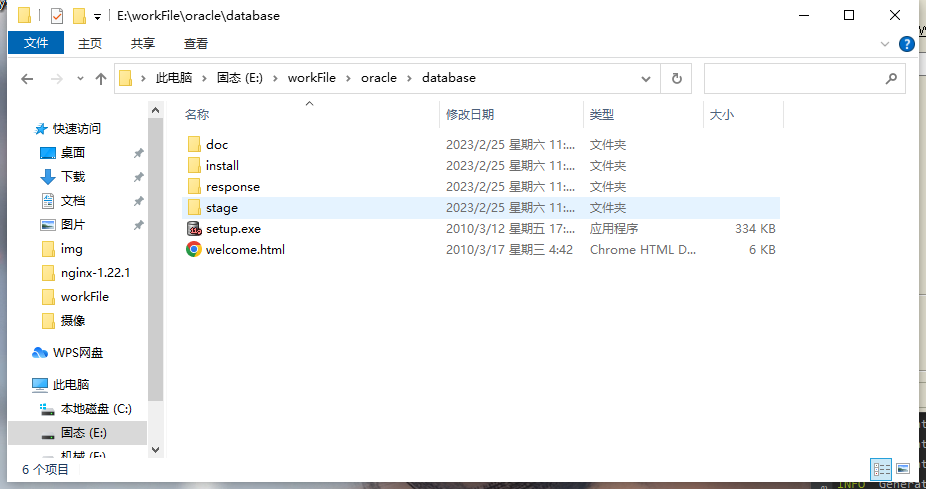 E:\workFile\oracle\database
文件 主页 共享 查看
此电脑 固态 (E:) workFile oracle database
名称 修改日期 类型 大小
快速访问
桌面
下载
文档
图片
img
nginx-1.22.1
workFile
摄像
WPS网盘
此电脑
本地磁盘 (C:)
固态 (E:)
机械 (F:)
doc 2023/2/25 星期六 11:... 文件夹
install 2023/2/25 星期六 11:... 文件夹
response 2023/2/25 星期六 11:... 文件夹
stage 2023/2/25 星期六 11:... 文件夹
setup.exe 2010/3/12 星期五 17:... 应用程序 334 KB
welcome.html 2010/3/17 星期三 4:42 Chrome HTML D... 6 KB
6 个项目
INFO Generat